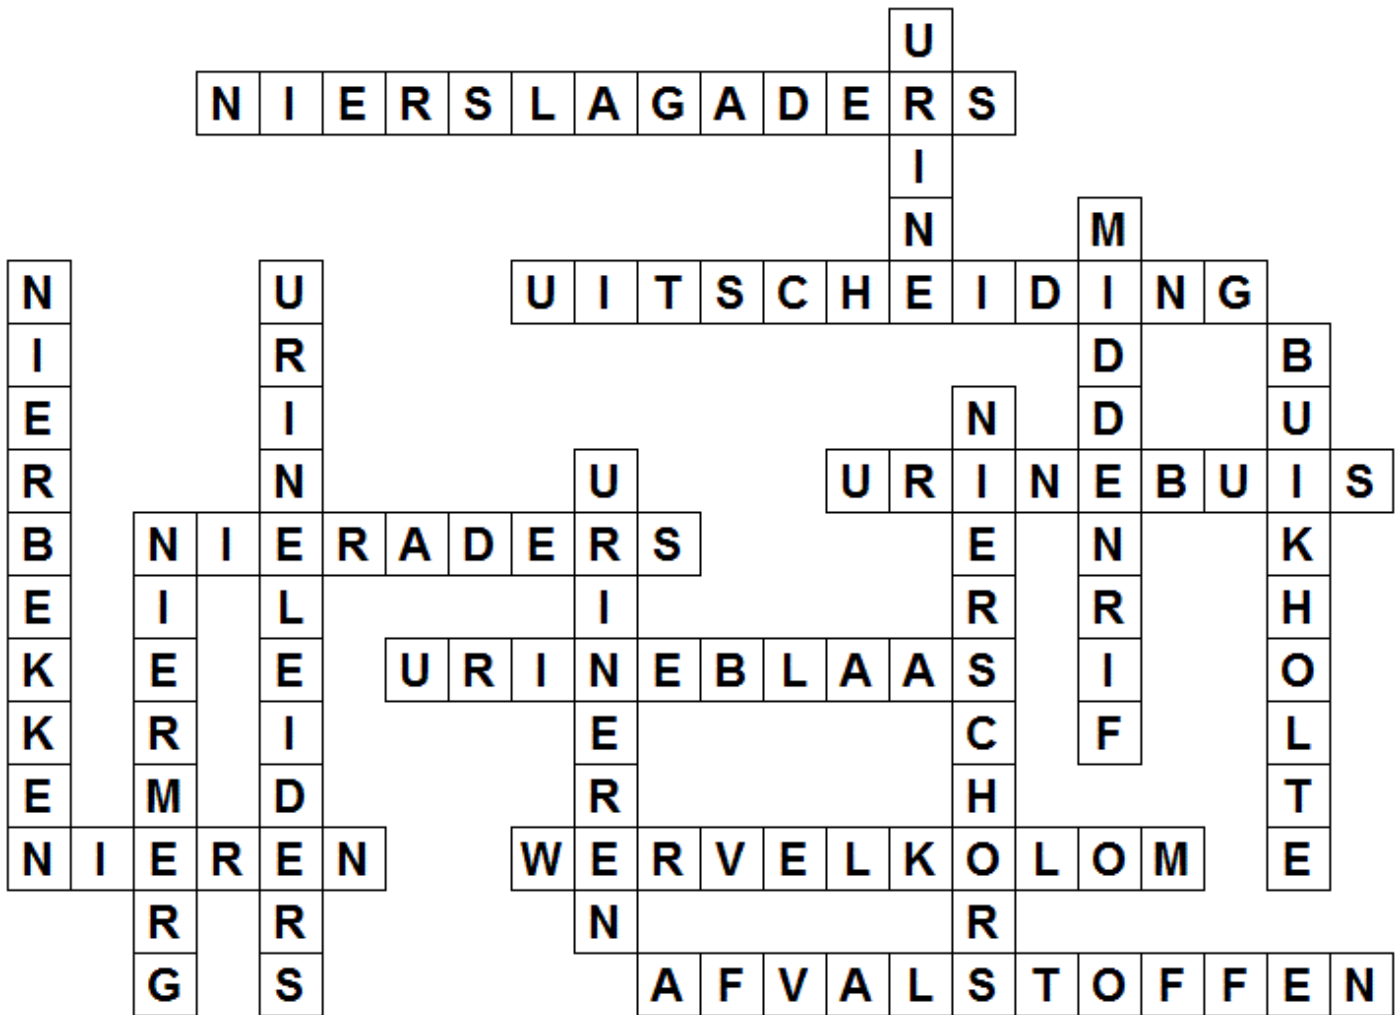 NIERSLAGADERS
UITSCHEIDING
URINEBUIS
NIERADERS
URINEBLAAS
NIEREN
WERVELKOLOM
AFVALSTOFFEN
URINE
MIDDENRIF
NIERBEKKEN
URINELEIDERS
BUIKHOLTE
NIERSCHORS
URINEREN
NIERMERG